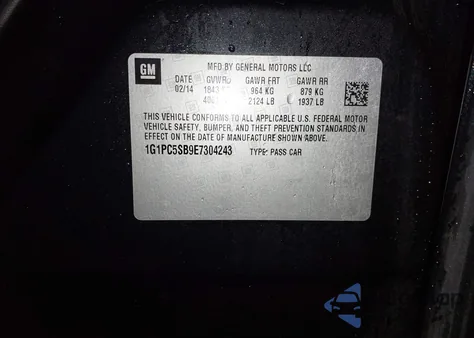 GM
MFD BY GENERAL MOTORS LLC
DATE GVWR GAWR FRT GAWR RR
02/14 1843 964 KG 879 KG
2124 LB 1937 LB
THIS VEHICLE CONFORMS TO ALL APPLICABLE U.S. FEDERAL MOTOR
VEHICLE SAFETY, BUMPER, AND THEFT PREVENTION STANDARDS IN
EFFECT ON THE DATE OF MANUFACTURE SHOWN ABOVE.
1G1PC5SB9E7304243 TYPE: PASS CAR